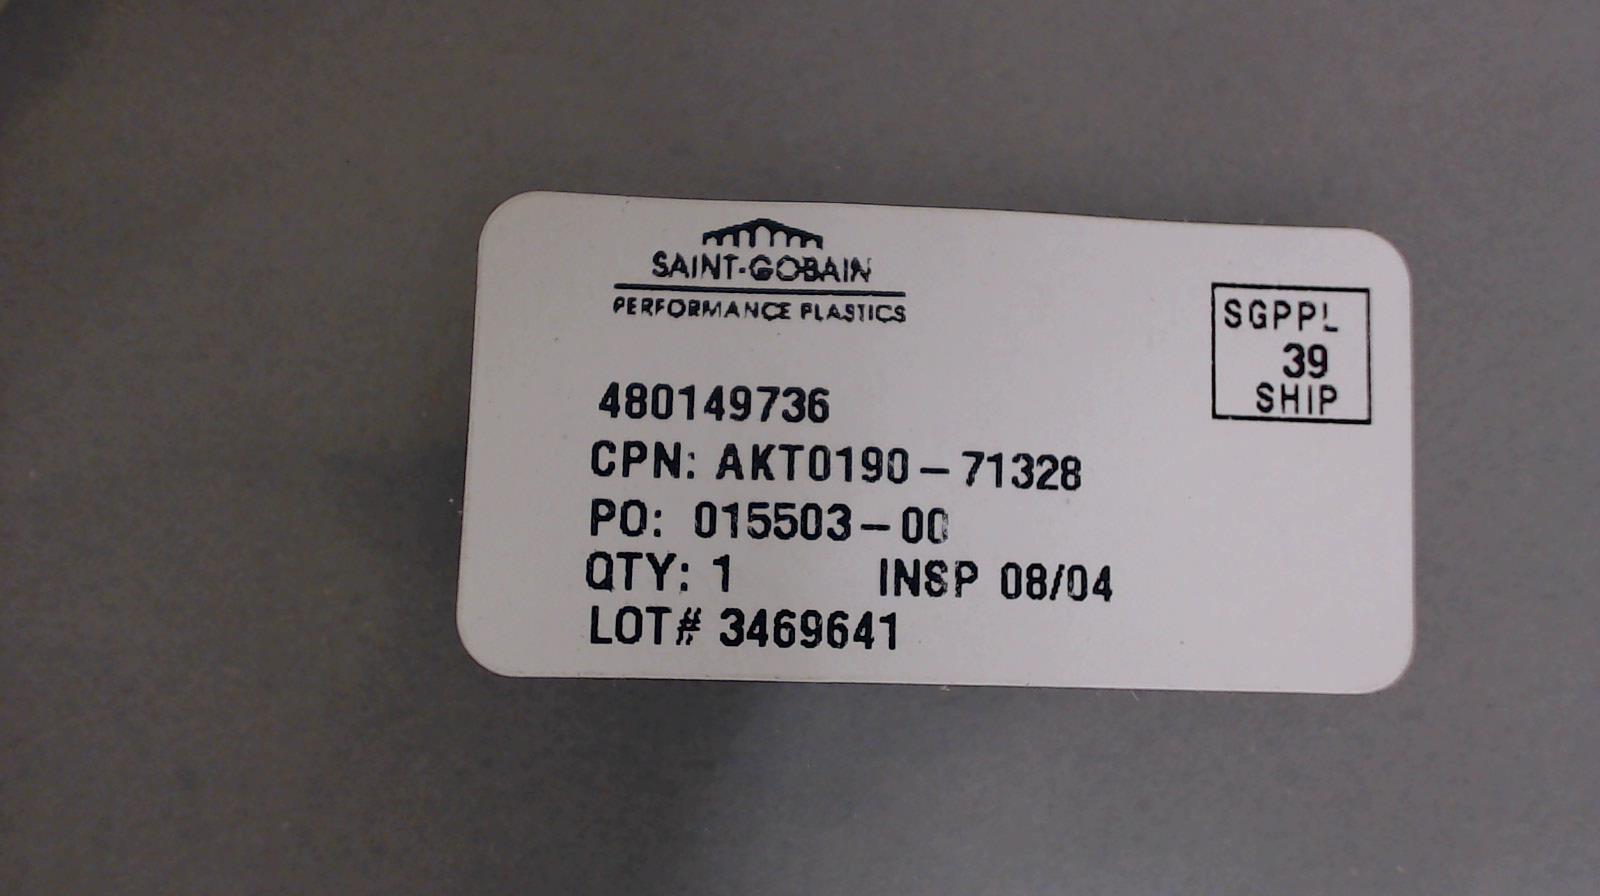 SAINT-GOBAIN
PERFORMANCE PLASTICS
SGPPL
39
SHIP
480149736
CPN: AKT0190-71328
PO: 015503-00
QTY: 1 INSP 08/04
LOT# 3469641